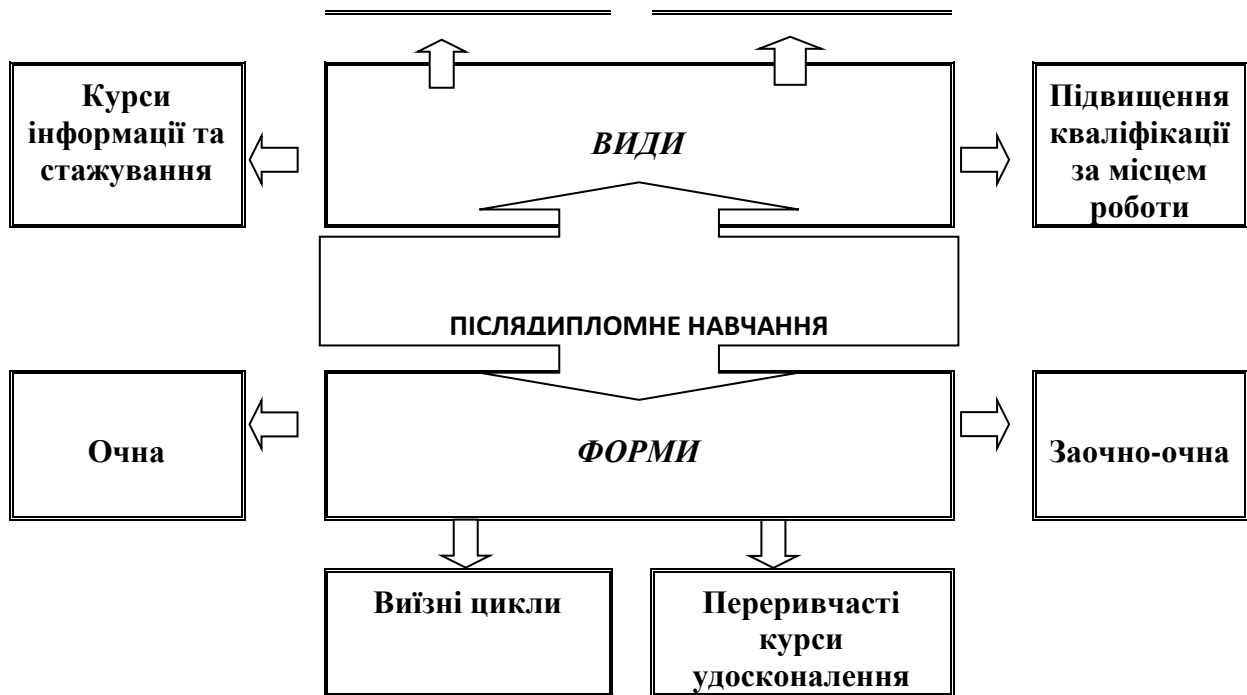 Курси
інформації та
стажування
ВИДИ
Підвищення
кваліфікації
за місцем
роботи
ПІСЛЯДИПЛОМНЕ НАВЧАННЯ
Очна
ФОРМИ
Заочно-очна
Виїзні цикли
Переривчасті
курси
удосконалення